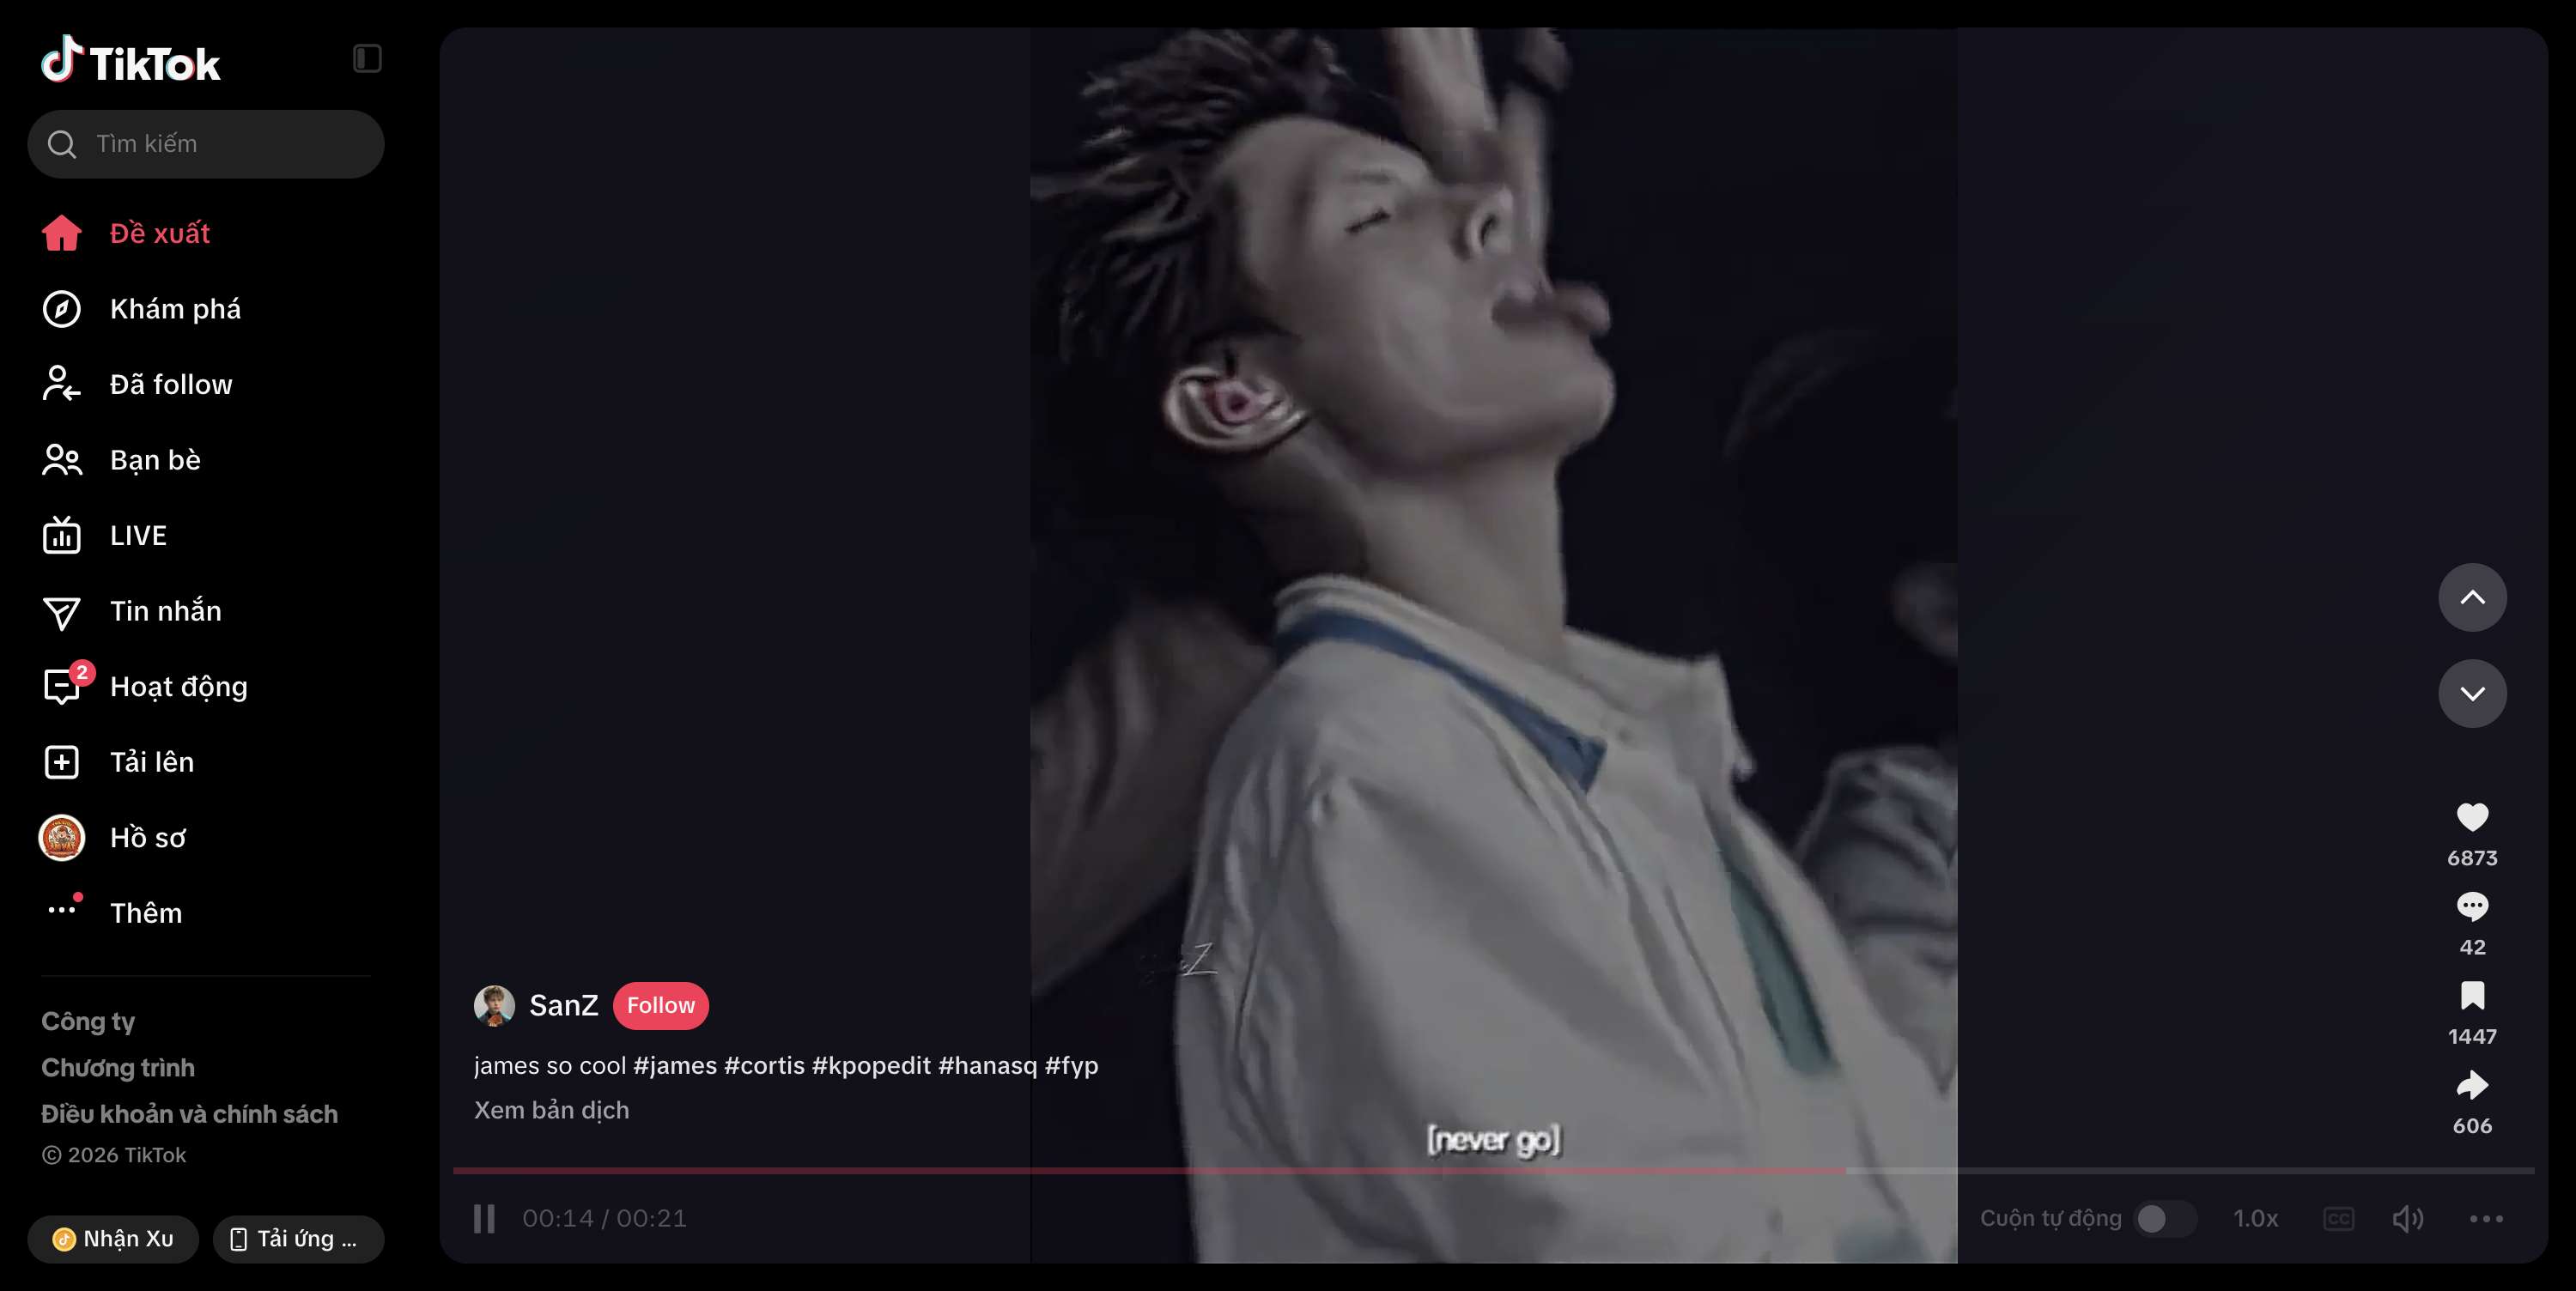 TikTok
Tìm kiếm
Đề xuất
Khám phá
Đã follow
Bạn bè
LIVE
Tin nhắn
2
Hoạt động
Tải lên
Hồ sơ
Thêm
Công ty
Chương trình
Điều khoản và chính sách
© 2026 TikTok
Nhận Xu
Tải ứng ...
SanZ
Follow
james so cool #james #cortis #kpopedit #hanasq #fyp
Xem bản dịch
[never go]
00:14 / 00:21
6873
42
1447
606
Cuộn tự động
1.0x
CC